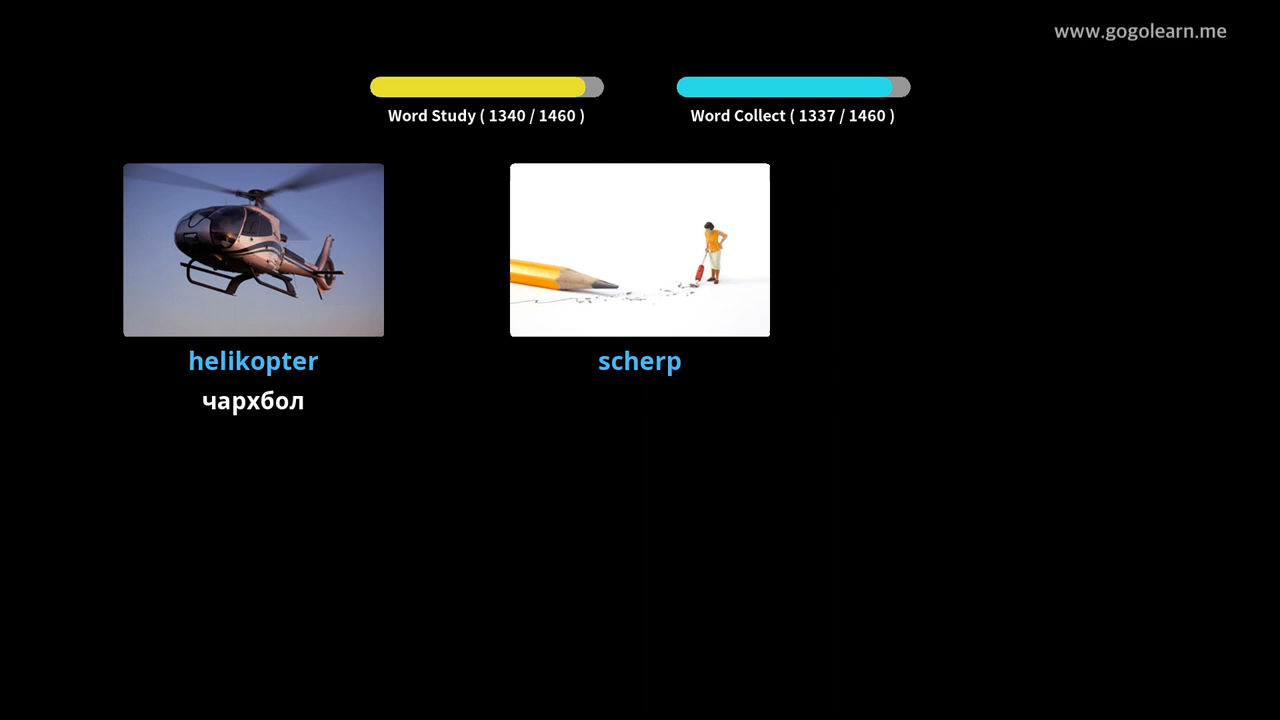 www.gogolearn.me
Word Study ( 1340 / 1460 )
Word Collect ( 1337 / 1460 )
helikopter
чархбол
scherp